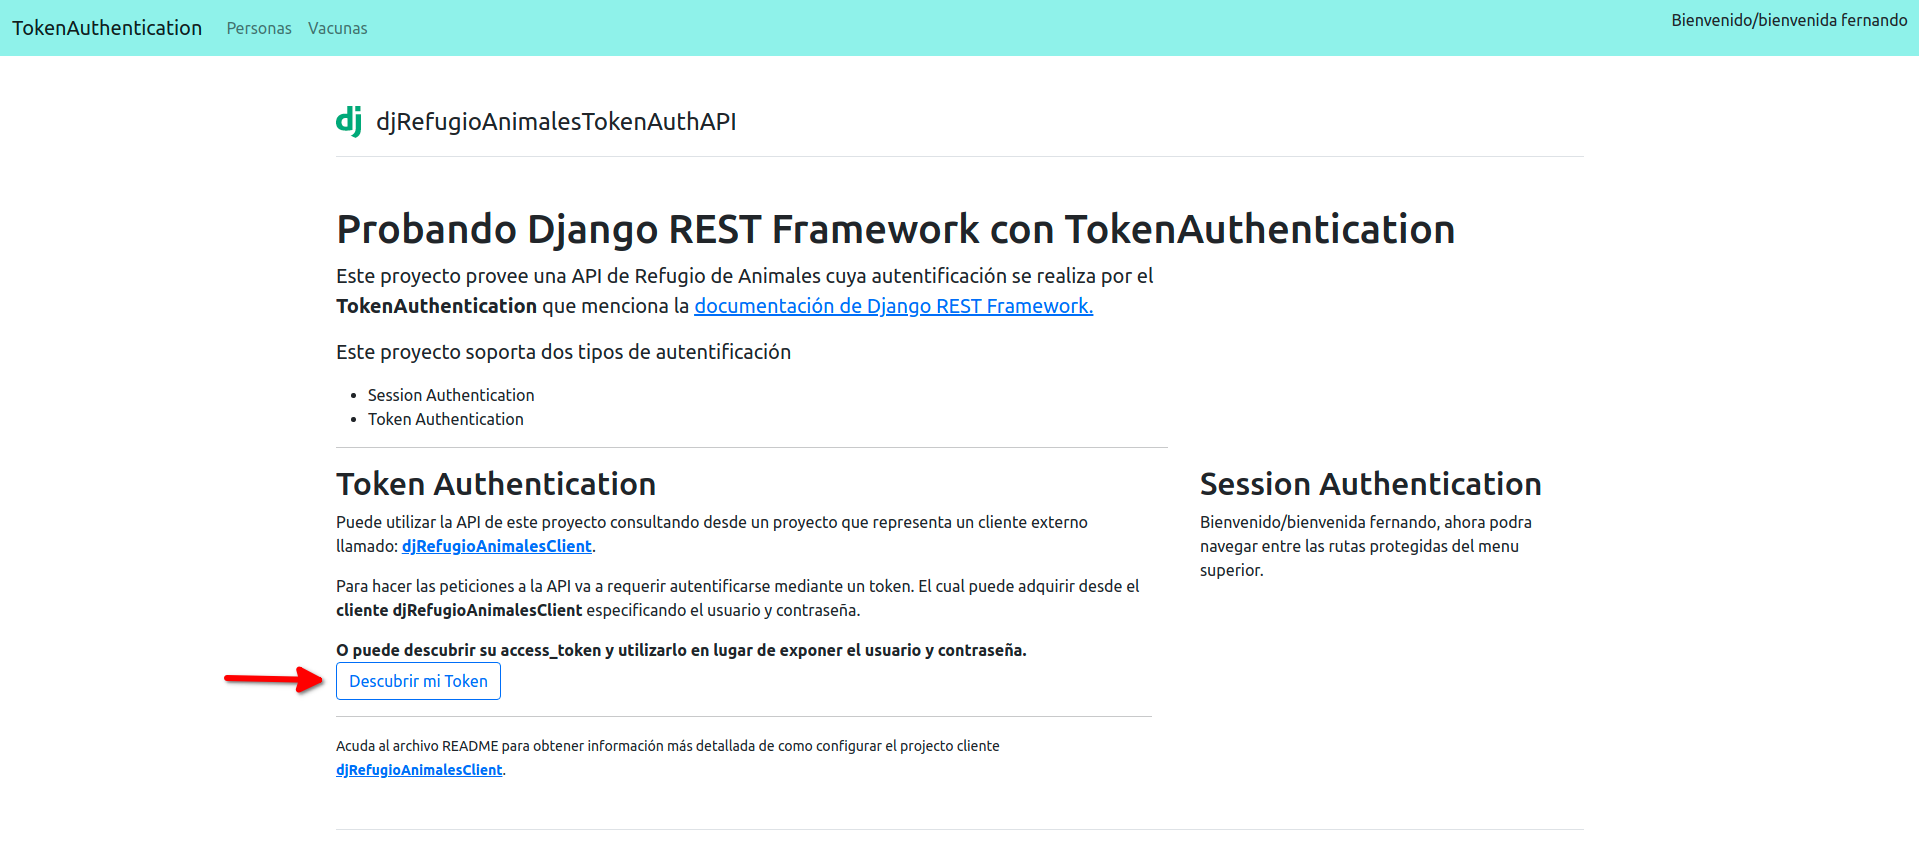 TokenAuthentication Personas Vacunas Bienvenido/bienvenida fernando
dj djRefugioAnimalesTokenAuthAPI
Probando Django REST Framework con TokenAuthentication
Este proyecto provee una API de Refugio de Animales cuya autentificación se realiza por el
TokenAuthentication que menciona la documentación de Django REST Framework.
Este proyecto soporta dos tipos de autentificación
• Session Authentication
• Token Authentication
Token Authentication
Puede utilizar la API de este proyecto consultando desde un proyecto que representa un cliente externo
llamado: djRefugioAnimalesClient.
Para hacer las peticiones a la API va a requerir autentificarse mediante un token. El cual puede adquirir desde el
cliente djRefugioAnimalesClient especificando el usuario y contraseña.
O puede descubrir su access_token y utilizarlo en lugar de exponer el usuario y contraseña.
Descubrir mi Token
Acuda al archivo README para obtener información más detallada de como configurar el projecto cliente
djRefugioAnimalesClient.
Session Authentication
Bienvenido/bienvenida fernando, ahora podra
navegar entre las rutas protegidas del menu
superior.